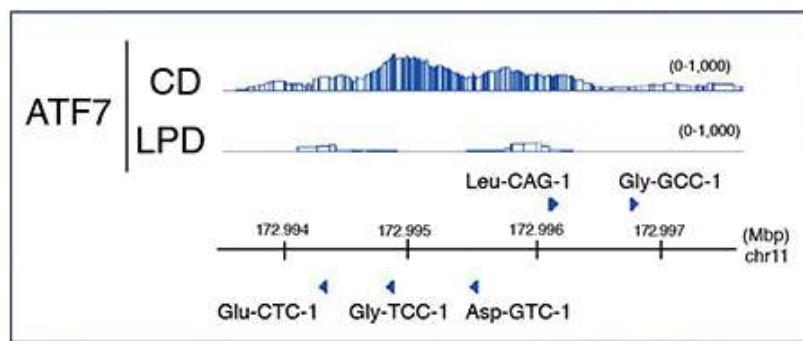 ATF7
CD (0-1,000)
LPD (0-1,000)
Leu-CAG-1 Gly-GCC-1
172.994 172.995 172.996 172.997 (Mbp)
chr11
Glu-CTC-1 Gly-TCC-1 Asp-GTC-1